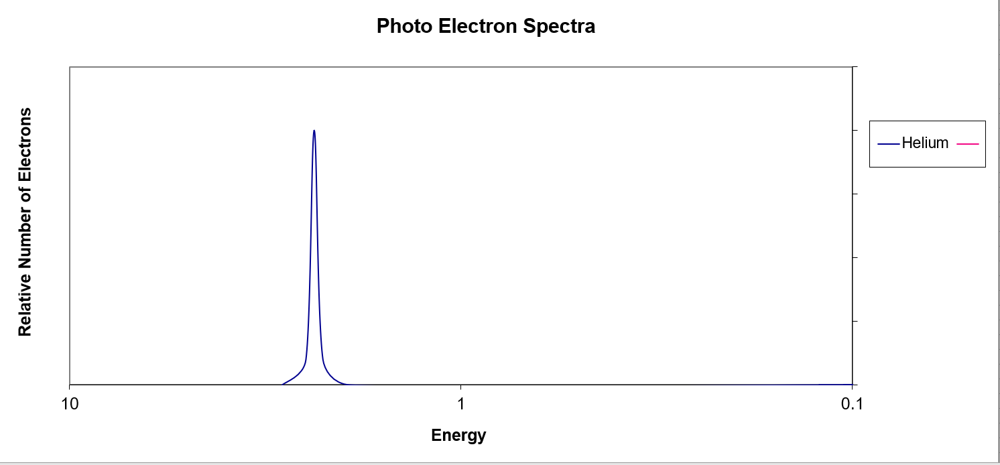 Photo Electron Spectra
Relative Number of Electrons
Helium
10
1
0.1
Energy